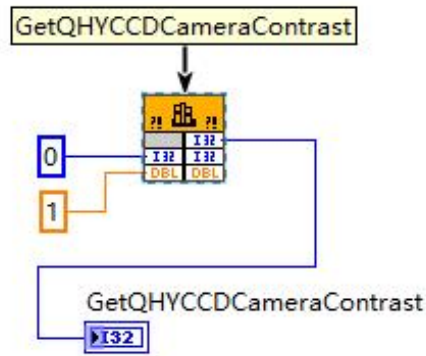 GetQHYCCDCameraContrast
?! ?!
I32
0 I32 I32
1 DBL DBL
GetQHYCCDCameraContrast
I32